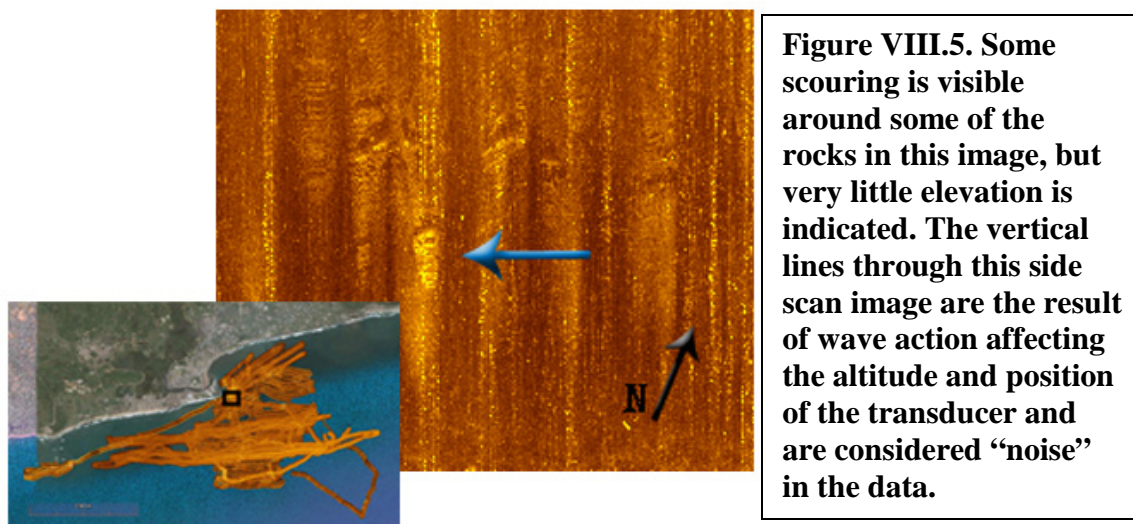 Figure VIII.5. Some
scouring is visible
around some of the
rocks in this image, but
very little elevation is
indicated. The vertical
lines through this side
scan image are the result
of wave action affecting
the altitude and position
of the transducer and
are considered “noise”
in the data.
N